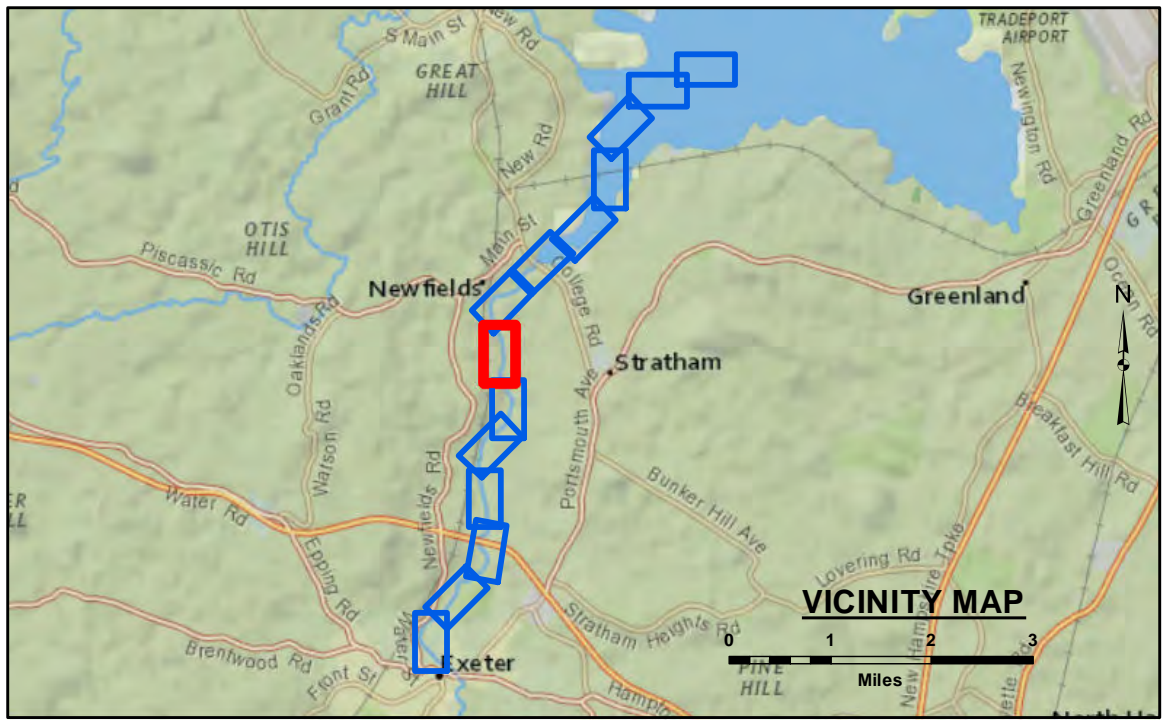 TRADEPORT
AIRPORT
S Main St
New Rd
GREAT
HILL
Grant Rd
Newington Rd
Greenland Rd
New Rd
OTIS
HILL
Main St
Piscassic Rd
College Rd
Ocean Rd
Newfields
Greenland
N
Oaklands Rd
Stratham
Portsmouth Ave
Breakfast Hill Rd
Watson Rd
Newfields Rd
Bunker Hill Ave
Water Rd
Epping Rd
Lovering Rd
New Hampshire Tpke
VICINITY MAP
Stratham Heights Rd
0 1 2 3
Miles
Water St
Brentwood Rd
Exeter
Front St
PINE
HILL